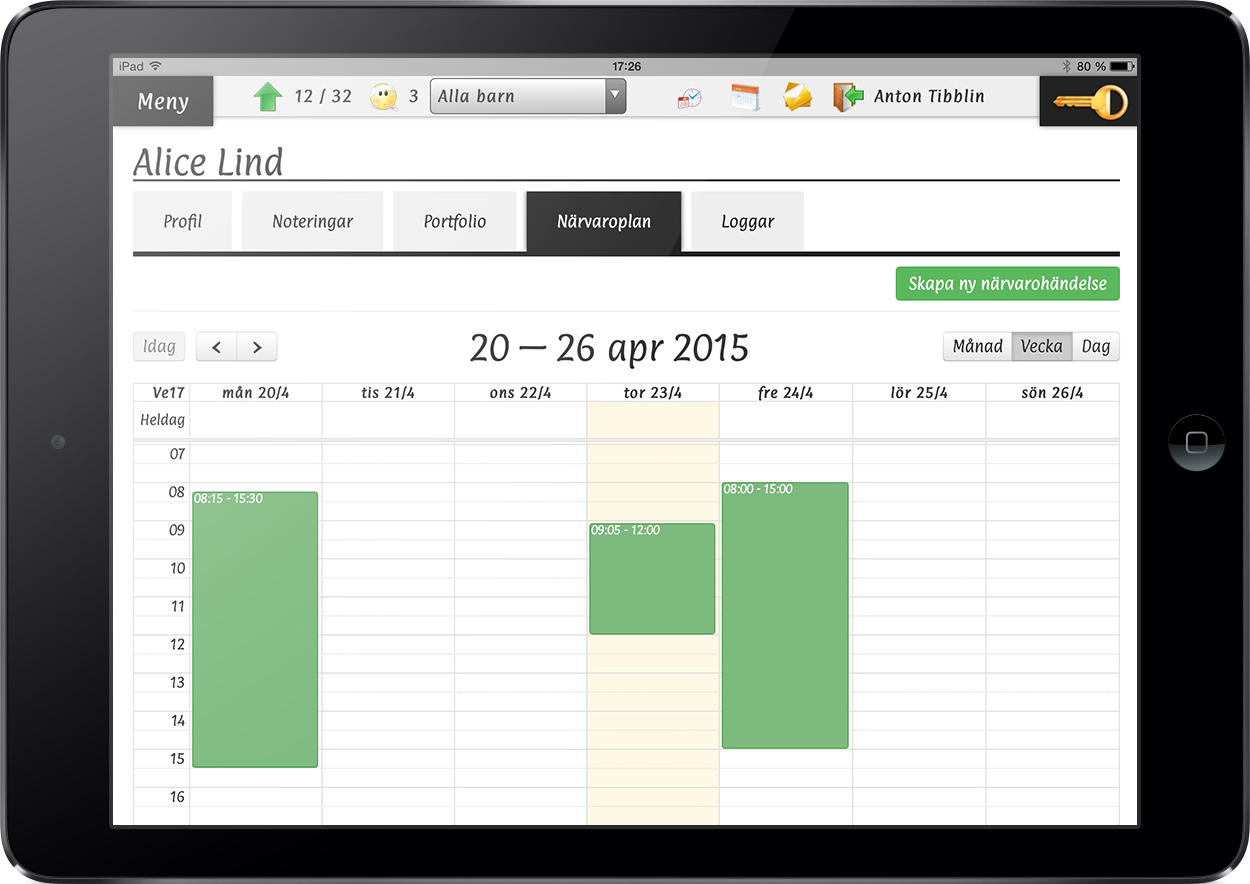 iPad 17:26 80 %
Meny 12 / 32 3 Alla barn Anton Tibblin
Alice Lind
Profil Noteringar Portfolio Närvaroplan Loggar
Skapa ny närvarohändelse
Idag < > 20 — 26 apr 2015 Månad Vecka Dag
Ve17 mån 20/4 tis 21/4 ons 22/4 tor 23/4 fre 24/4 lör 25/4 sön 26/4
Heldag
07
08
08:00 - 15:00
08:15 - 15:30
09
09:05 - 12:00
10
11
12
13
14
15
16